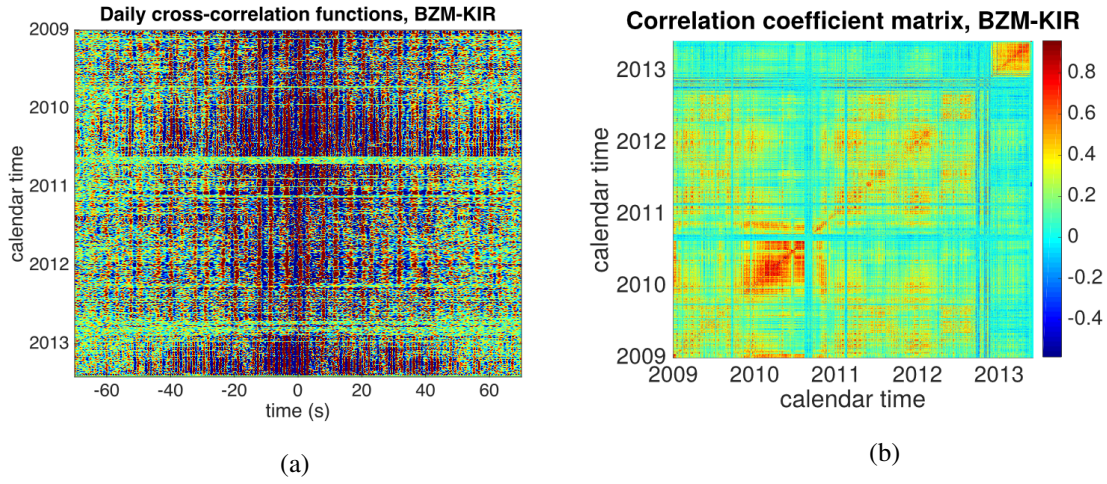 Daily cross-correlation functions, BZM-KIR
2009
2010
2011
2012
2013
calendar time
-60 -40 -20 0 20 40 60
time (s)
(a)
Correlation coefficient matrix, BZM-KIR
2013
2012
2011
2010
2009
calendar time
2009 2010 2011 2012 2013
calendar time
0.8
0.6
0.4
0.2
0
-0.2
-0.4
(b)